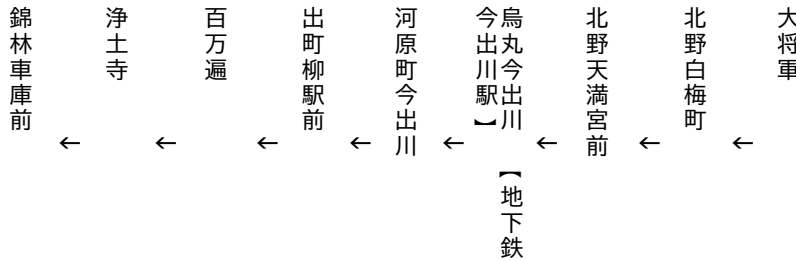 大将軍
←
北野白梅町
←
北野天満宮前
←
烏丸今出川【地下鉄
今出川駅】
←
河原町今出川
←
出町柳駅前
←
百万遍
←
浄土寺
←
錦林車庫前